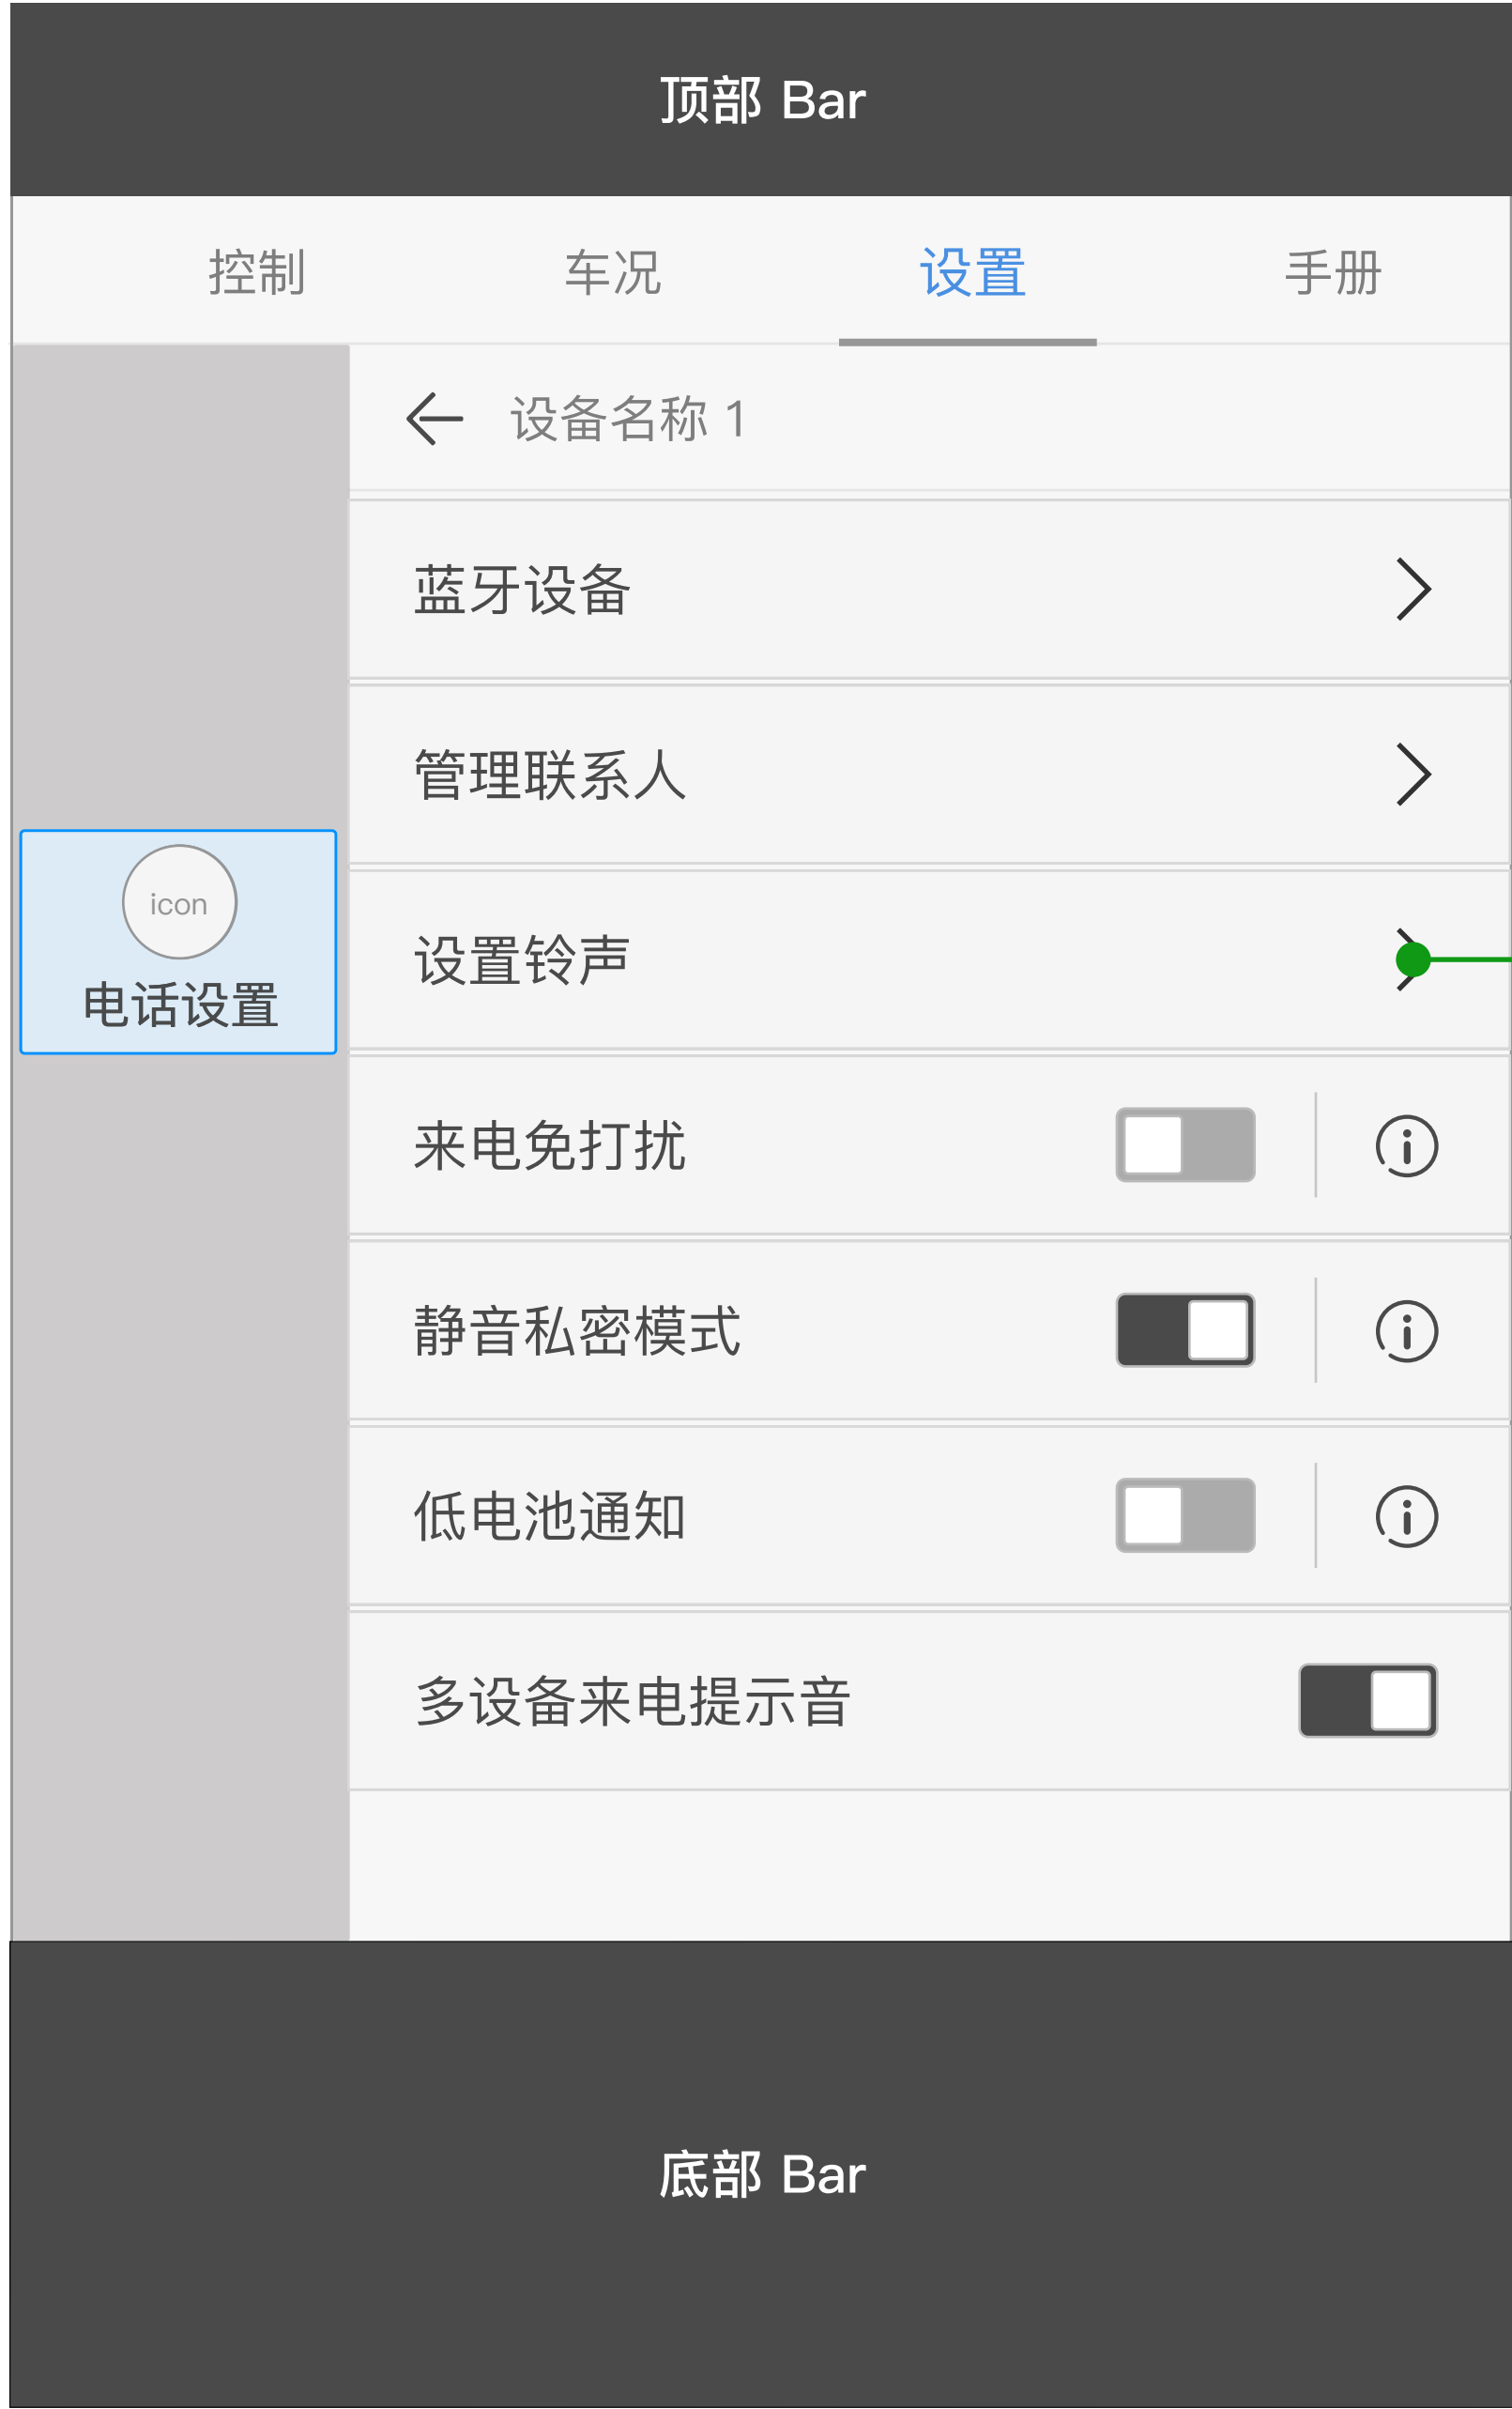 顶部 Bar
控制 车况 设置 手册
设备名称 1
蓝牙设备
管理联系人
icon
电话设置
设置铃声
来电免打扰
静音私密模式
低电池通知
多设备来电提示音
底部 Bar